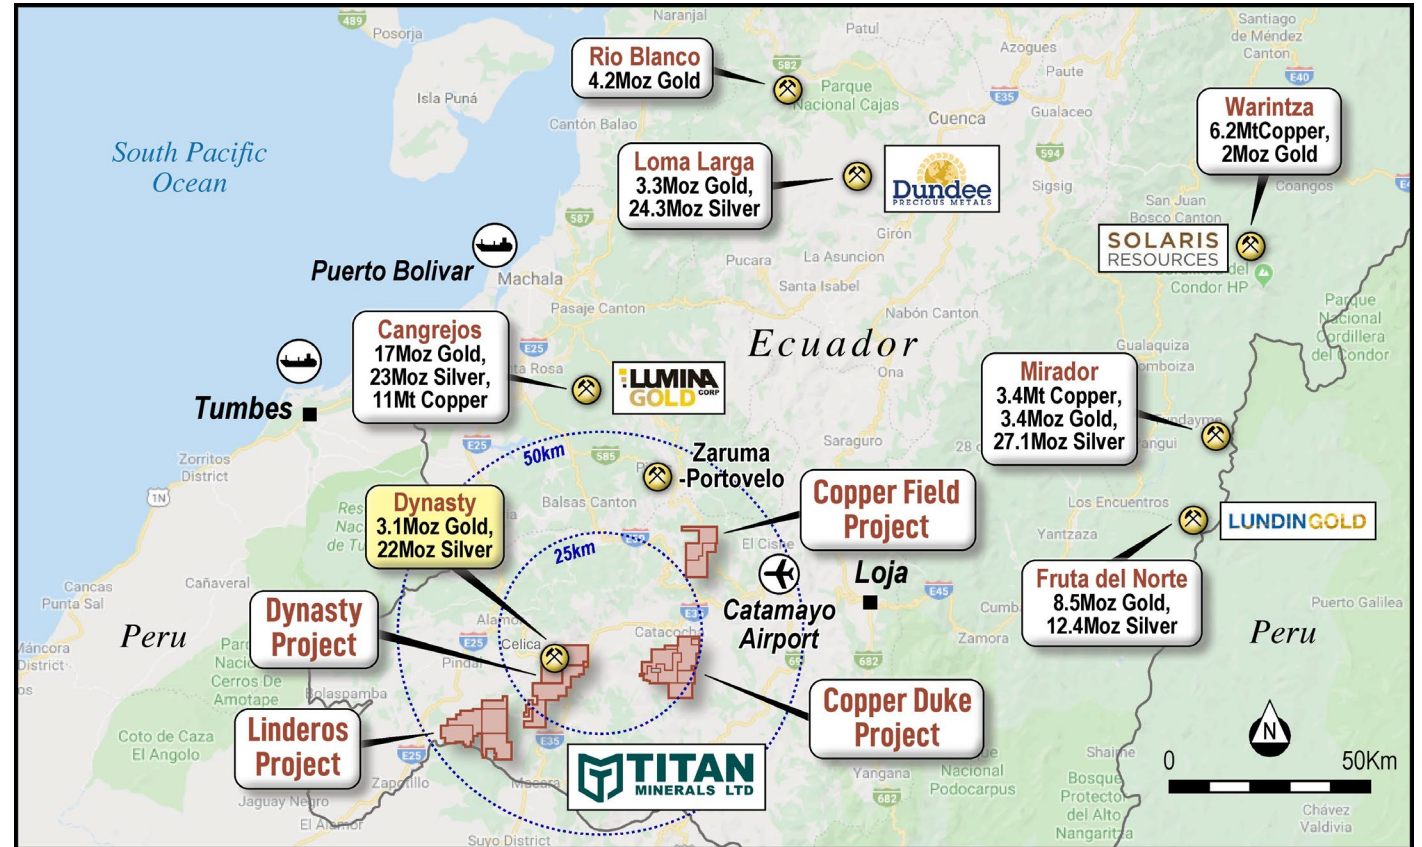 489
Posorja
Naranjal
Patul
Santiago
de Méndez
Canton
Azogues
Paute
E40
Rio Blanco
4.2Moz Gold
582
Parque
Nacional Cajas
E35
Isla Puná
Cantón Balao
Cuenca
Gualaceo
Warintza
6.2MtCopper,
2Moz Gold
South Pacific
Ocean
Loma Larga
3.3Moz Gold,
24.3Moz Silver
Dundee
PRECIOUS METALS
594
Sigsig
Coangos
San Juan
Bosco Canton
587
Girón
SOLARIS
RESOURCES
Cordillera del
Condor HP
Puerto Bolivar
Machala
Pucara
La Asuncion
Santa Isabel
Parque
Nacional
Cordillera
del Condor
Pasaje Canton
Nabón Canton
Cangrejos
17Moz Gold,
23Moz Silver,
11Mt Copper
E25
Ecuador
Gualaquiza
Mirador
3.4Mt Copper,
3.4Moz Gold,
27.1Moz Silver
LUMINA
GOLD CORP
Ona
Tumbes
Saraguro
50km
E25
585
Zaruma
-Portovelo
Zorritos
District
1N
Copper Field
Project
Dynasty
3.1Moz Gold,
22Moz Silver
Balsas Canton
Los Encuentros
LUNDINGOLD
Yantzaza
25km
El Cisne
Loja
Fruta del Norte
8.5Moz Gold,
12.4Moz Silver
Cancas
Punta Sal
Cañaveral
Catamayo
Airport
E45
Puerto Galilea
Dynasty
Project
Peru
Celica
E25
Catacocha
Zamora
Peru
Máncora
District
Cerros De
Amotape
682
Bolaspamba
Linderos
Project
Copper Duke
Project
Coto de Caza
El Angolo
E25
E35
TITAN
MINERALS LTD
N
Shaime
0
50Km
Zapotillo
Macara
Yangana
Nacional
Podocarpus
682
Bosque
Protector
del Alto
Nangaritza
Jaguay Negro
El Alamor
Suyo District
Chávez
Valdivia